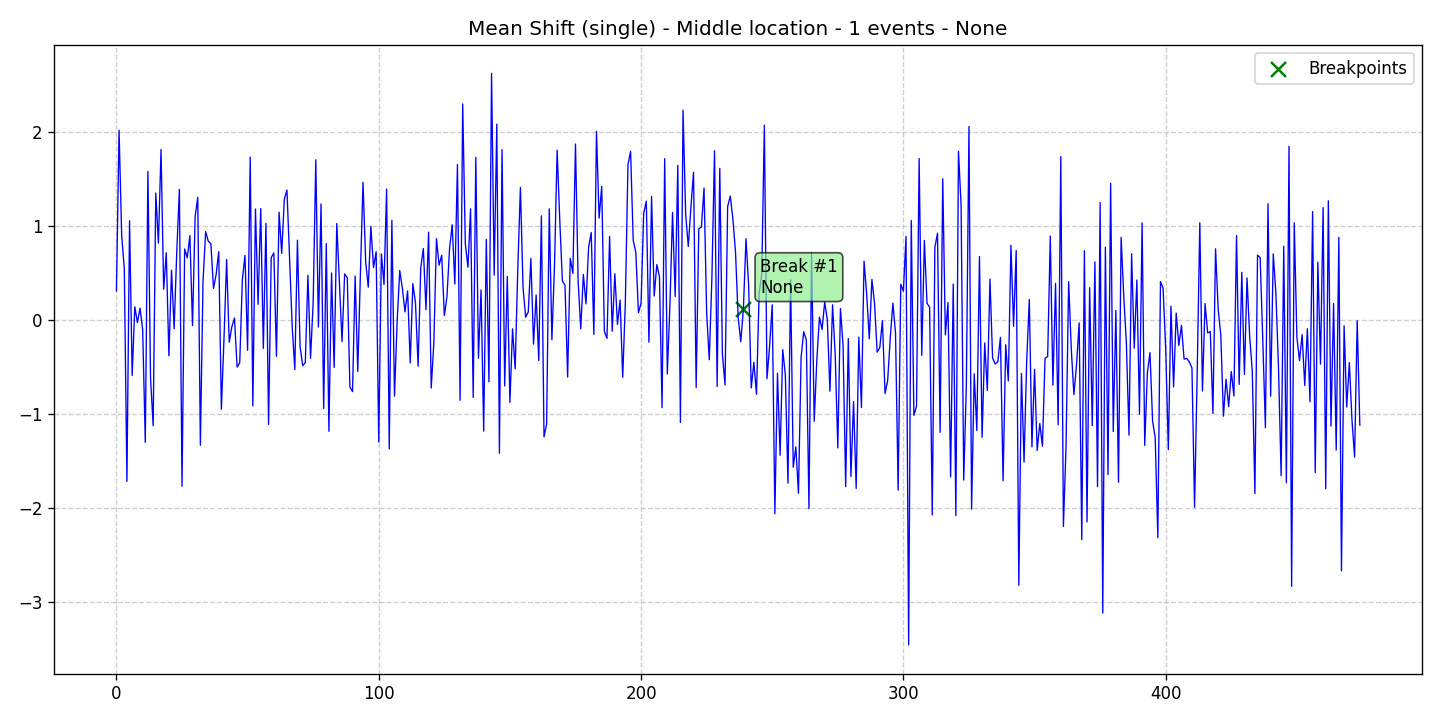 Mean Shift (single) - Middle location - 1 events - None
Breakpoints
Break #1
None
2
1
0
−1
−2
−3
0
100
200
300
400